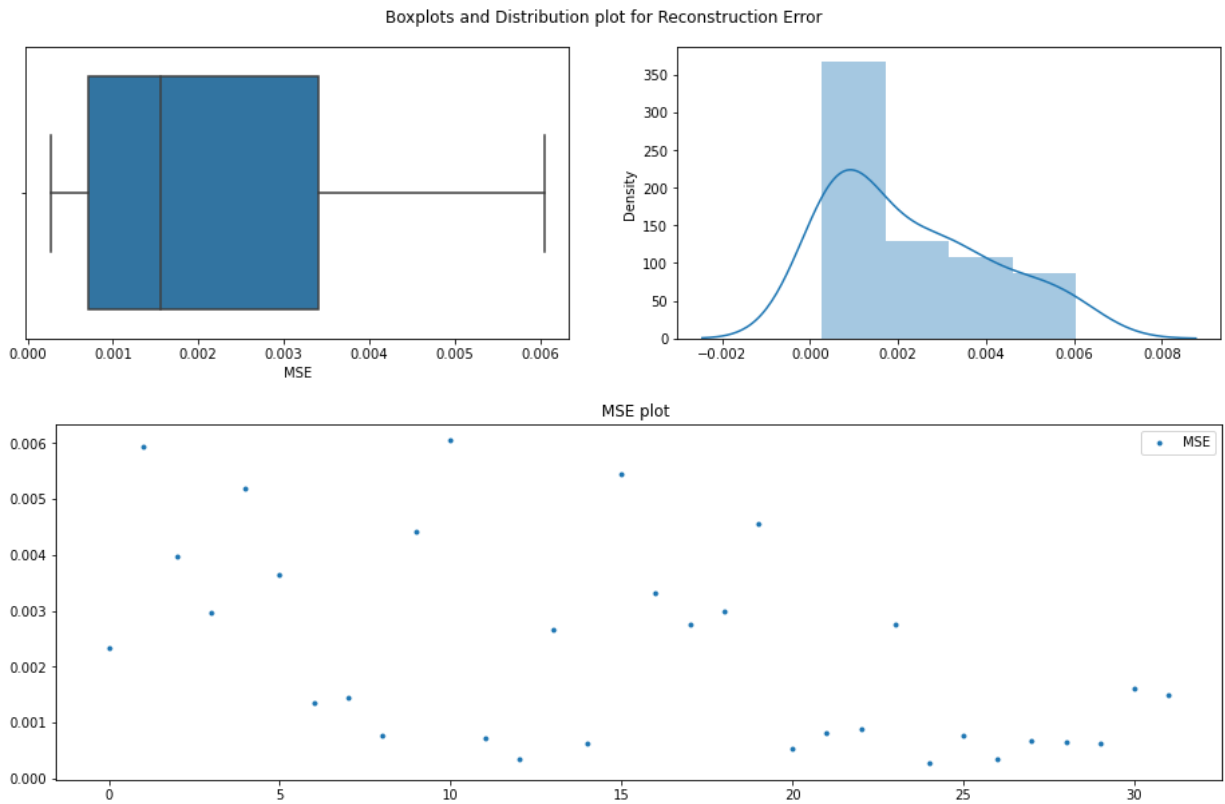 Boxplots and Distribution plot for Reconstruction Error
0.000 0.001 0.002 0.003 0.004 0.005 0.006
MSE
350
300
250
200
150
100
50
0
Density
−0.002 0.000 0.002 0.004 0.006 0.008
MSE plot
MSE
0.006
0.005
0.004
0.003
0.002
0.001
0.000
0 5 10 15 20 25 30